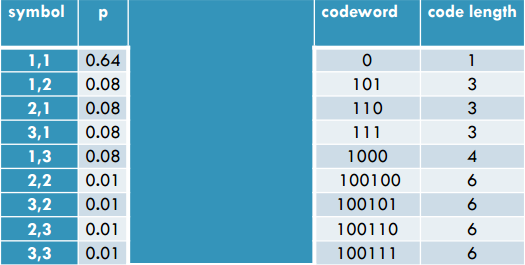 symbol p codeword code length
1,1 0.64 0 1
1,2 0.08 101 3
2,1 0.08 110 3
3,1 0.08 111 3
1,3 0.08 1000 4
2,2 0.01 100100 6
3,2 0.01 100101 6
2,3 0.01 100110 6
3,3 0.01 100111 6